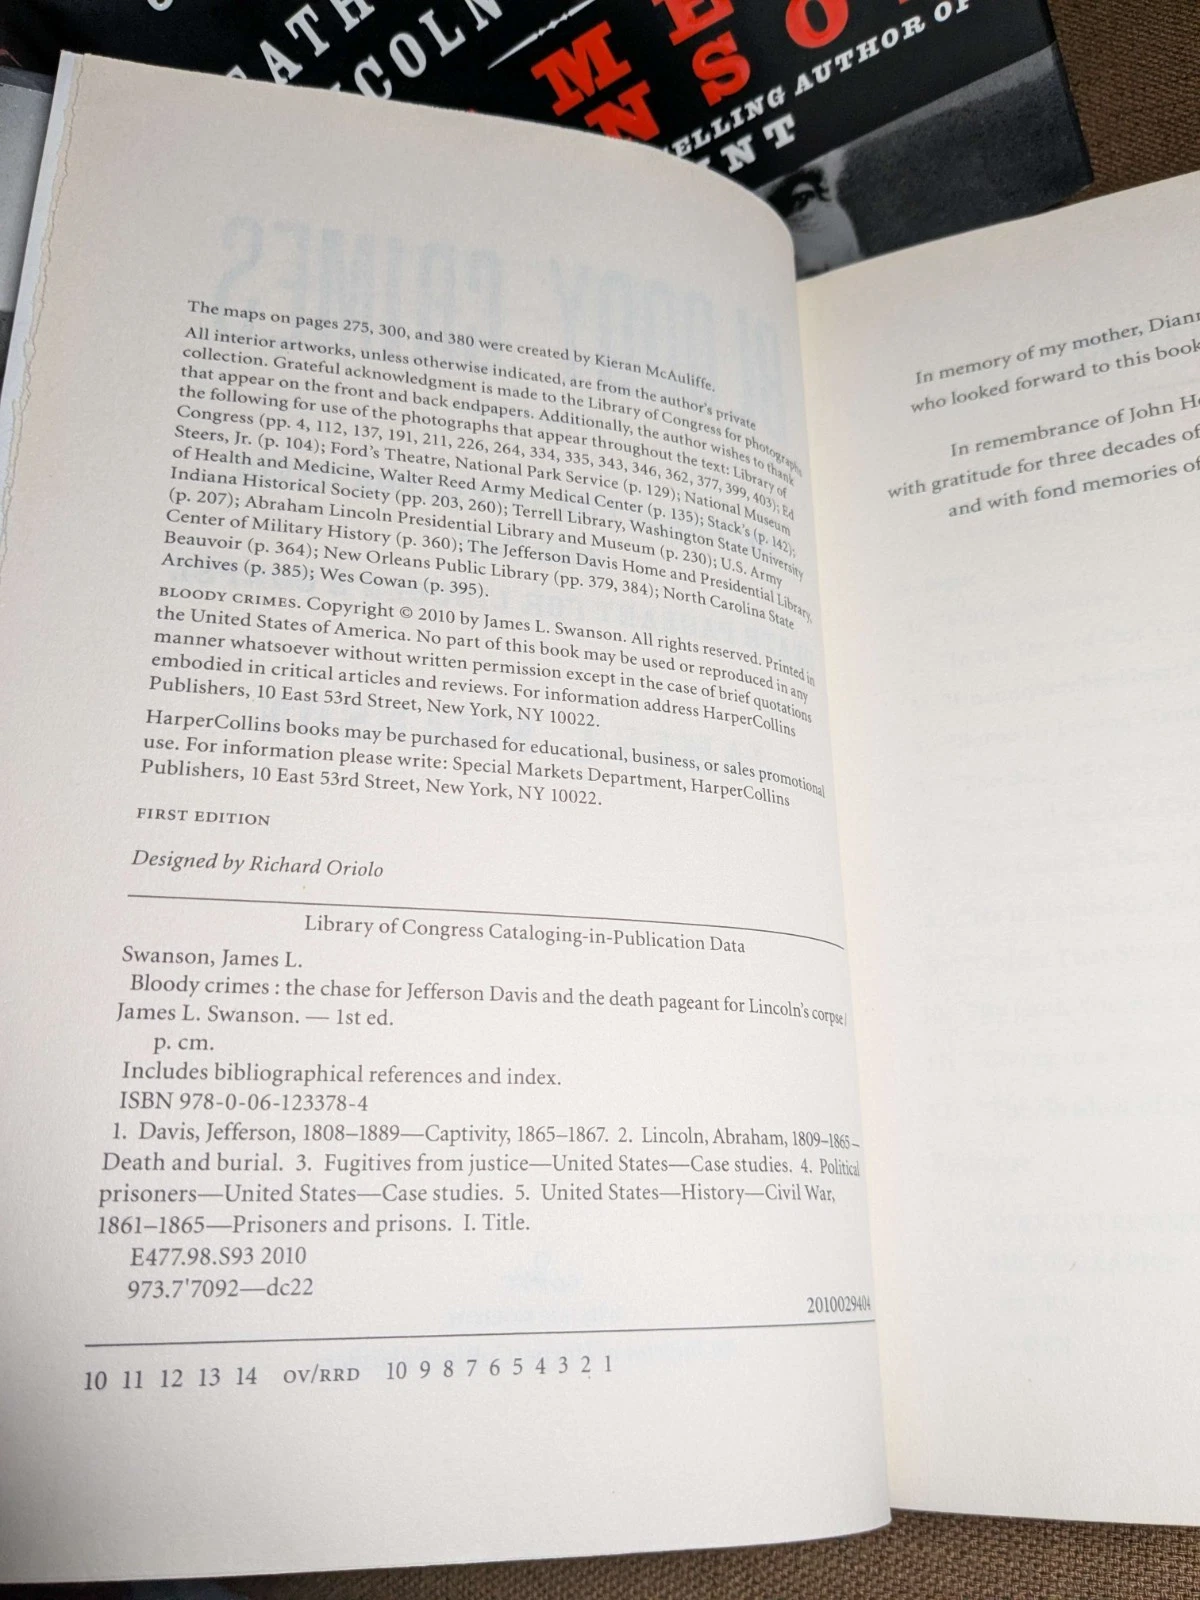 COLN
M E
N S O
ELLING AUTHOR OF
The maps on pages 275, 300, and 380 were created by Kieran McAuliffe.
All interior artworks, unless otherwise indicated, are from the author's private
collection. Grateful acknowledgment is made to the Library of Congress for photographs
that appear on the front and back endpapers. Additionally, the author wishes to thank
the following for use of the photographs that appear throughout the text: Library of
Congress (pp. 4, 112, 137, 191, 211, 226, 264, 334, 335, 343, 346, 362, 377, 399, 403); Ed
Steers, Jr. (p. 104); Ford's Theatre, National Park Service (p. 129); National Museum
of Health and Medicine, Walter Reed Army Medical Center (p. 135); Stack's (p. 142);
Indiana Historical Society (pp. 203, 260); Terrell Library, Washington State University
(p. 207); Abraham Lincoln Presidential Library and Museum (p. 230); U.S. Army
Center of Military History (p. 360); The Jefferson Davis Home and Presidential Library,
Beauvoir (p. 364); New Orleans Public Library (pp. 379, 384); North Carolina State
Archives (p. 385); Wes Cowan (p. 395).
BLOODY CRIMES. Copyright © 2010 by James L. Swanson. All rights reserved. Printed in
the United States of America. No part of this book may be used or reproduced in any
manner whatsoever without written permission except in the case of brief quotations
embodied in critical articles and reviews. For information address HarperCollins
Publishers, 10 East 53rd Street, New York, NY 10022.
HarperCollins books may be purchased for educational, business, or sales promotional
use. For information please write: Special Markets Department, HarperCollins
Publishers, 10 East 53rd Street, New York, NY 10022.
FIRST EDITION
Designed by Richard Oriolo
Library of Congress Cataloging-in-Publication Data
Swanson, James L.
Bloody crimes : the chase for Jefferson Davis and the death pageant for Lincoln's corpse /
James L. Swanson. — 1st ed.
p. cm.
Includes bibliographical references and index.
ISBN 978-0-06-123378-4
1. Davis, Jefferson, 1808–1889—Captivity, 1865–1867. 2. Lincoln, Abraham, 1809–1865–
Death and burial. 3. Fugitives from justice—United States—Case studies. 4. Political
prisoners—United States—Case studies. 5. United States—History—Civil War,
1861–1865—Prisoners and prisons. I. Title.
E477.98.S93 2010
973.7'7092—dc22
2010029404
10 11 12 13 14 OV/RRD 10 9 8 7 6 5 4 3 2 1
In memory of my mother, Diann
who looked forward to this book
In remembrance of John H
with gratitude for three decades of
and with fond memories of